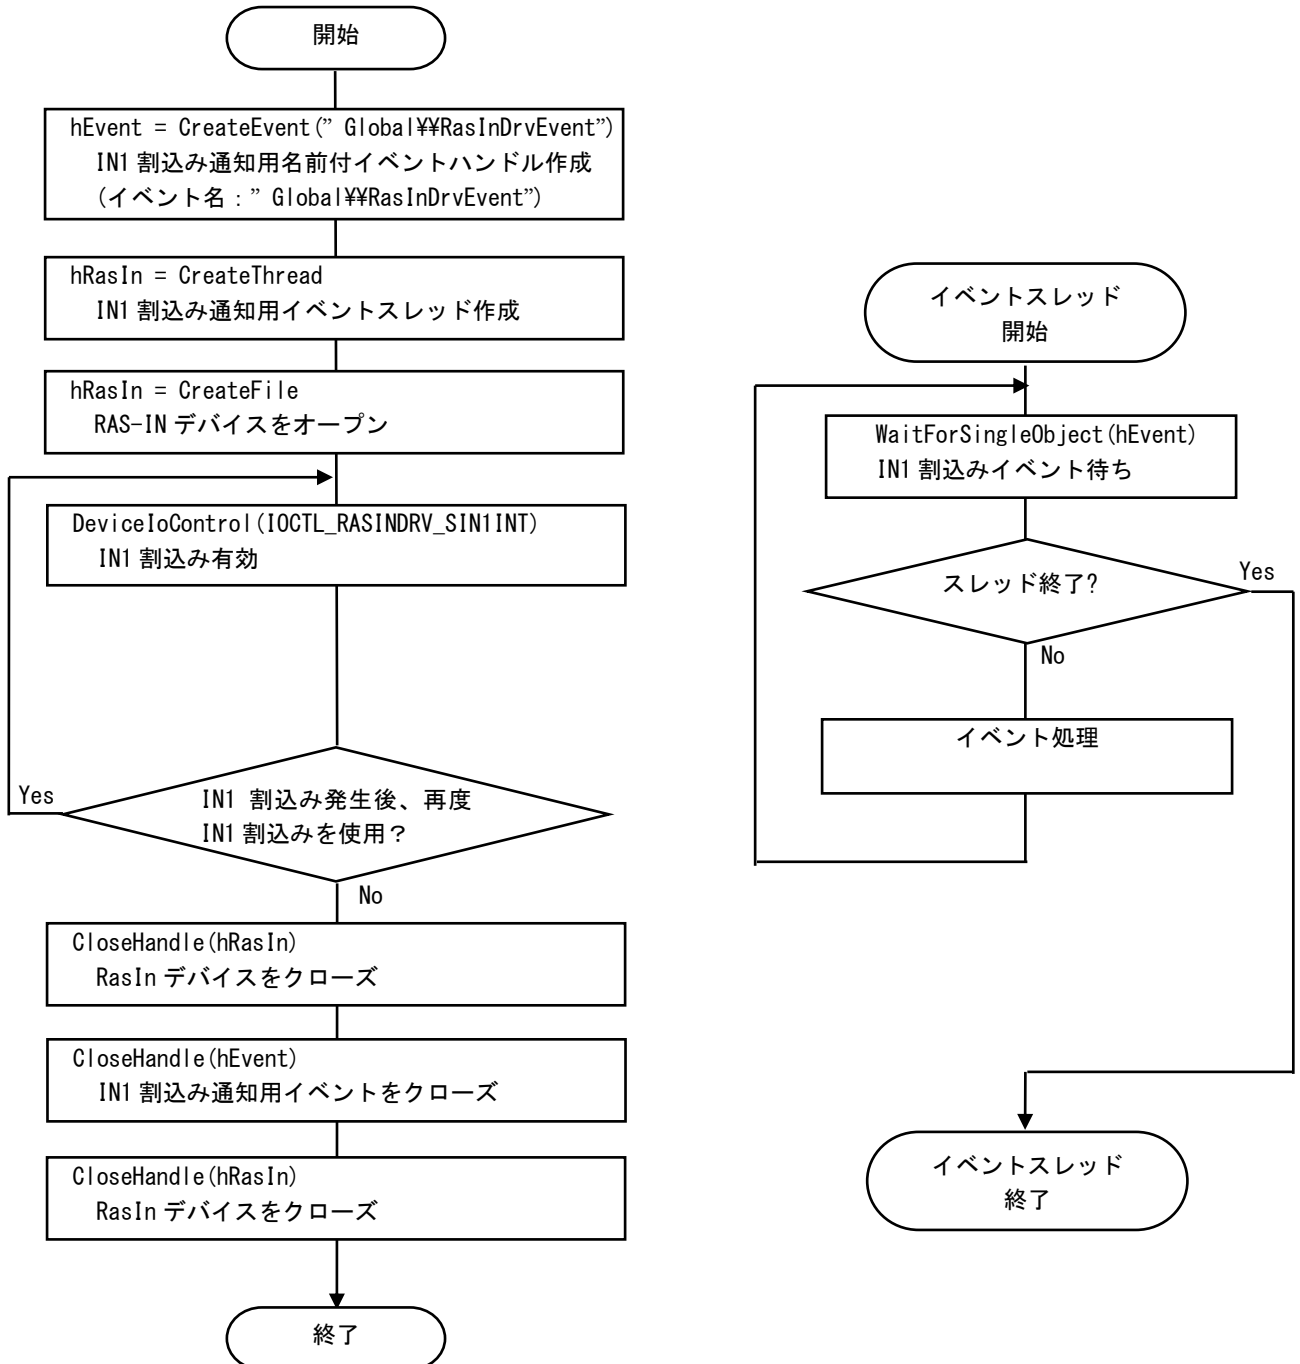 開始
hEvent = CreateEvent(” Global¥¥RasInDrvEvent”)
IN1 割込み通知用名前付イベントハンドル作成
(イベント名：” Global¥¥RasInDrvEvent”)
hRasIn = CreateThread
IN1 割込み通知用イベントスレッド作成
hRasIn = CreateFile
RAS-IN デバイスをオープン
DeviceIoControl(IOCTL_RASINDRV_SIN1INT)
IN1 割込み有効
Yes
IN1 割込み発生後、再度
IN1 割込みを使用？
No
CloseHandle(hRasIn)
RasIn デバイスをクローズ
CloseHandle(hEvent)
IN1 割込み通知用イベントをクローズ
CloseHandle(hRasIn)
RasIn デバイスをクローズ
終了
イベントスレッド
開始
WaitForSingleObject(hEvent)
IN1 割込みイベント待ち
スレッド終了?
Yes
No
イベント処理
イベントスレッド
終了